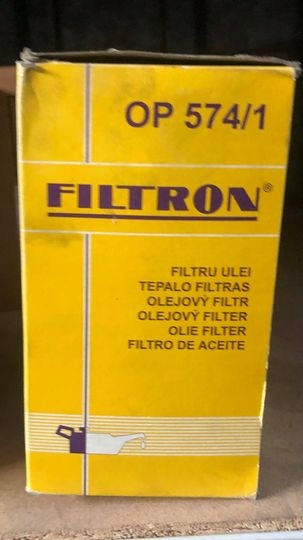 OP 574/1
FILTRON®
FILTRU ULEI
TEPALO FILTRAS
OLEJOVÝ FILTR
OLEJOVÝ FILTER
OLIE FILTER
FILTRO DE ACEITE